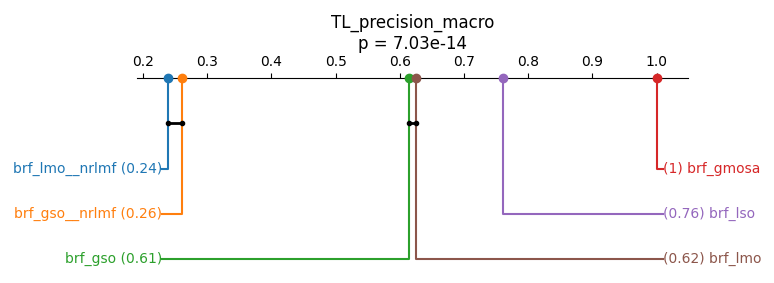 TL_precision_macro
p = 7.03e-14
0.2 0.3 0.4 0.5 0.6 0.7 0.8 0.9 1.0
brf_lmo__nrlmf (0.24) (1) brf_gmosa
brf_gso__nrlmf (0.26) (0.76) brf_lso
brf_gso (0.61) (0.62) brf_lmo